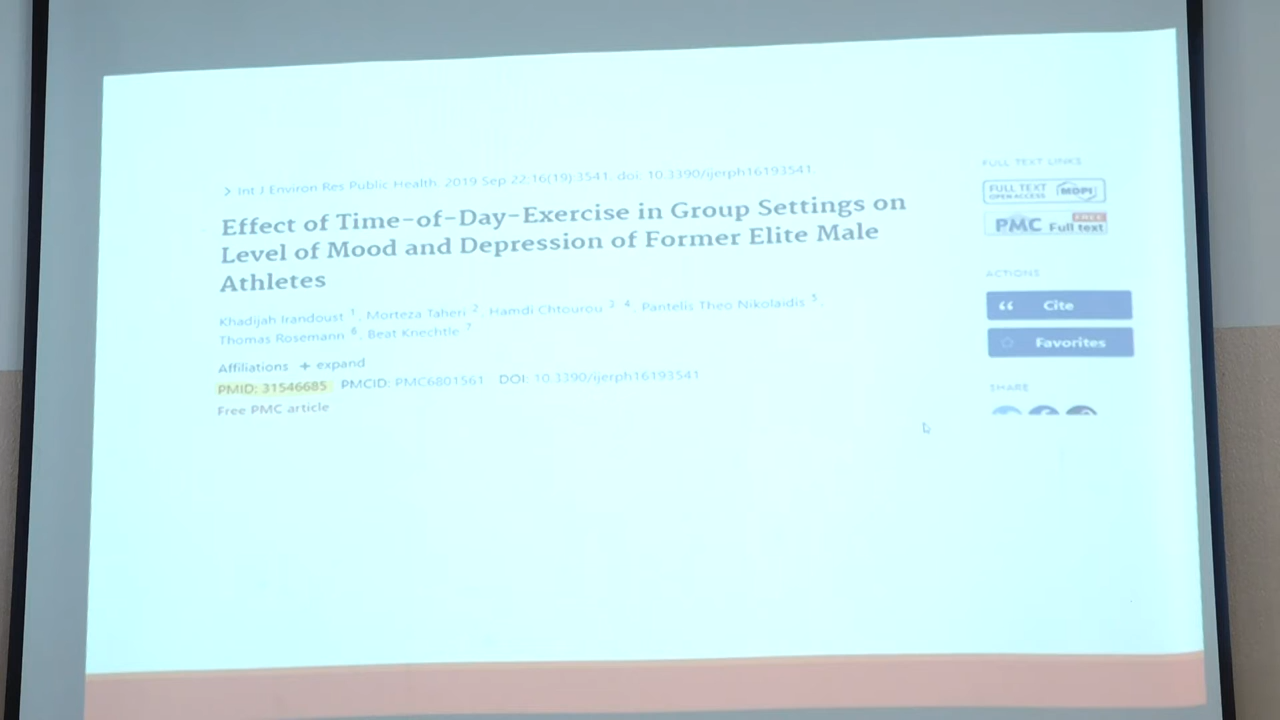 > Int J Environ Res Public Health. 2019 Sep 22;16(19):3541. doi: 10.3390/ijerph16193541.
Effect of Time-of-Day-Exercise in Group Settings on
Level of Mood and Depression of Former Elite Male
Athletes
Khadijah Irandoust 1, Morteza Taheri 2, Hamdi Chtourou 3 4, Pantelis Theo Nikolaidis 5,
Thomas Rosemann 6, Beat Knechtle 7
Affiliations + expand
PMID: 31546685 PMCID: PMC6801561 DOI: 10.3390/ijerph16193541
Free PMC article
FULL TEXT LINKS
FULL TEXT
OPEN ACCESS
MDPI
FREE
PMC Full text
ACTIONS
Cite
Favorites
SHARE